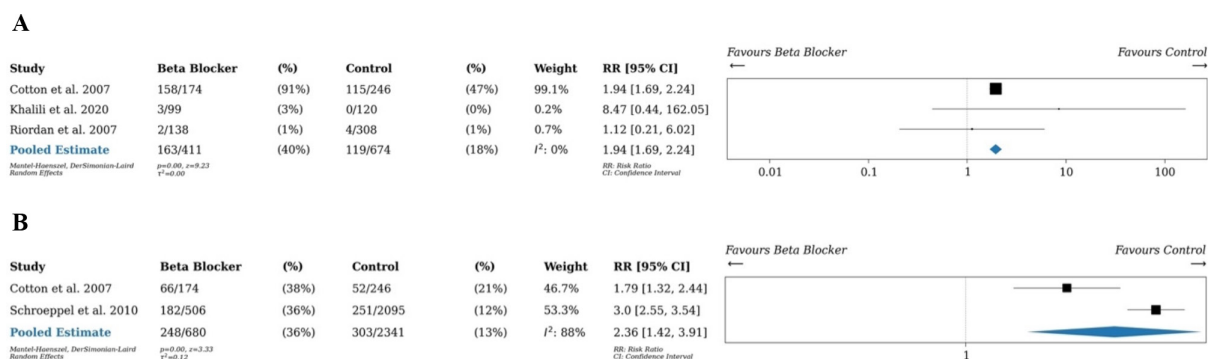 A
Favours Beta Blocker Favours Control
← →
Study Beta Blocker (%) Control (%) Weight RR [95% CI]
Cotton et al. 2007 158/174 (91%) 115/246 (47%) 99.1% 1.94 [1.69, 2.24]
Khalili et al. 2020 3/99 (3%) 0/120 (0%) 0.2% 8.47 [0.44, 162.05]
Riordan et al. 2007 2/138 (1%) 4/308 (1%) 0.7% 1.12 [0.21, 6.02]
Pooled Estimate 163/411 (40%) 119/674 (18%) I²: 0% 1.94 [1.69, 2.24]
Mantel-Haenszel, DerSimonian-Laird p=0.00, z=9.23 RR: Risk Ratio
Random Effects τ²=0.00 CI: Confidence Interval
0.01 0.1 1 10 100
B
Favours Beta Blocker Favours Control
← →
Study Beta Blocker (%) Control (%) Weight RR [95% CI]
Cotton et al. 2007 66/174 (38%) 52/246 (21%) 46.7% 1.79 [1.32, 2.44]
Schroeppel et al. 2010 182/506 (36%) 251/2095 (12%) 53.3% 3.0 [2.55, 3.54]
Pooled Estimate 248/680 (36%) 303/2341 (13%) I²: 88% 2.36 [1.42, 3.91]
Mantel-Haenszel, DerSimonian-Laird p=0.00, z=3.33 RR: Risk Ratio
Random Effects τ²=0.12 CI: Confidence Interval
1